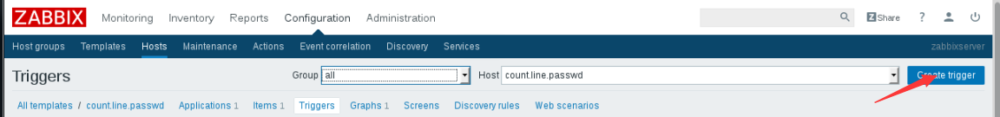 ZABBIX Monitoring Inventory Reports Configuration Administration Z Share ?
Host groups Templates Hosts Maintenance Actions Event correlation Discovery Services zabbixserver
Triggers Group all Host count.line.passwd Create trigger
All templates / count.line.passwd Applications 1 Items 1 Triggers Graphs 1 Screens Discovery rules Web scenarios